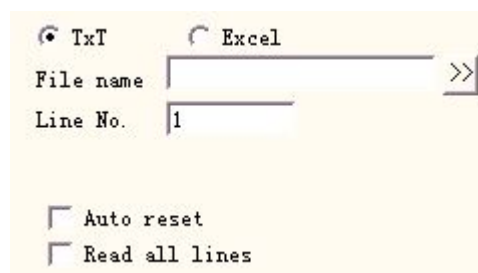 TxT Excel
File name >>
Line No. 1
Auto reset
Read all lines